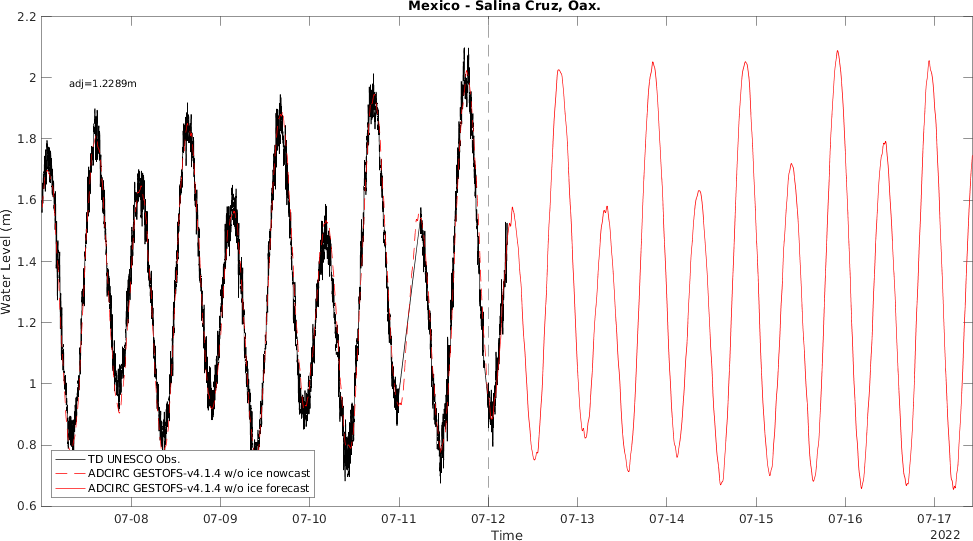 Mexico - Salina Cruz, Oax.
2.2
2
1.8
1.6
1.4
1.2
1
0.8
0.6
Water Level (m)
adj=1.2289m
TD UNESCO Obs.
ADCIRC GESTOFS-v4.1.4 w/o ice nowcast
ADCIRC GESTOFS-v4.1.4 w/o ice forecast
07-08 07-09 07-10 07-11 07-12 07-13 07-14 07-15 07-16 07-17
Time
2022